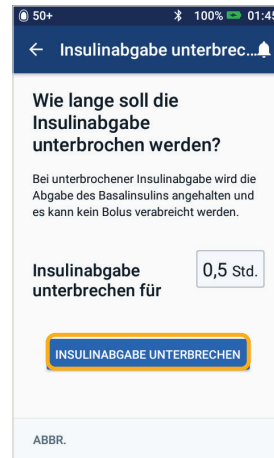 50+ 100% 01:45
Insulinabgabe unterbrec...
Wie lange soll die
Insulinabgabe
unterbrochen werden?
Bei unterbrochener Insulinabgabe wird die
Abgabe des Basalinsulins angehalten und
es kann kein Bolus verabreicht werden.
Insulinabgabe 0,5 Std.
unterbrechen für
INSULINABGABE UNTERBRECHEN
ABBR.